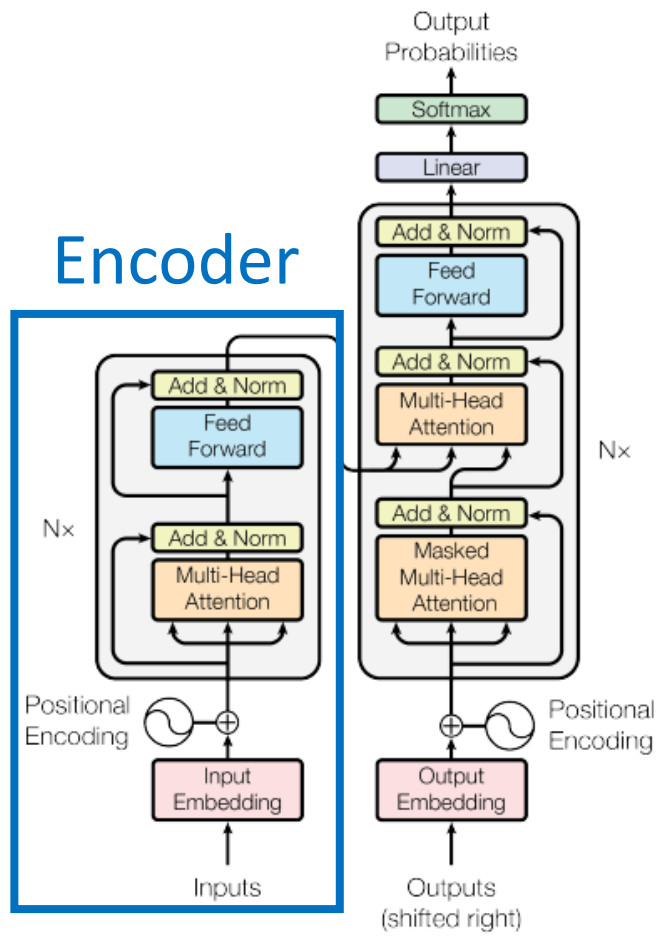 Output
Probabilities
Softmax
Linear
Add & Norm
Feed
Forward
Add & Norm
Multi-Head
Attention
Add & Norm
Masked
Multi-Head
Attention
Nx
Positional
Encoding
Output
Embedding
Outputs
(shifted right)
Encoder
Add & Norm
Feed
Forward
Nx
Add & Norm
Multi-Head
Attention
Positional
Encoding
Input
Embedding
Inputs